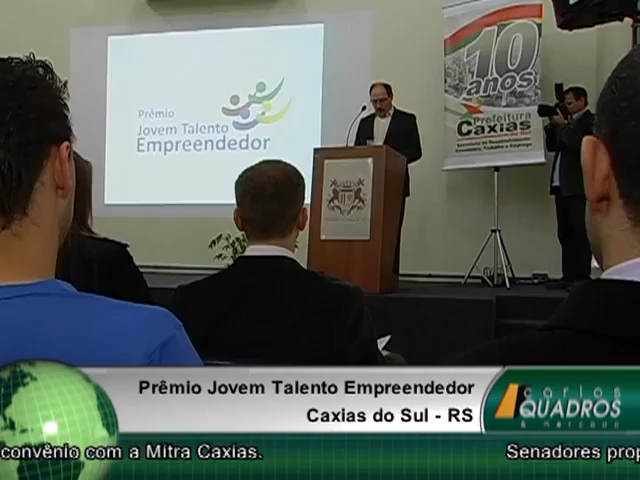 Prêmio
Jovem Talento
Empreendedor
10
anos
Prefeitura
Caxias
Prêmio Jovem Talento Empreendedor
Caxias do Sul - RS
carlos
QUADROS
& mercado
convênio com a Mitra Caxias.
Senadores prop